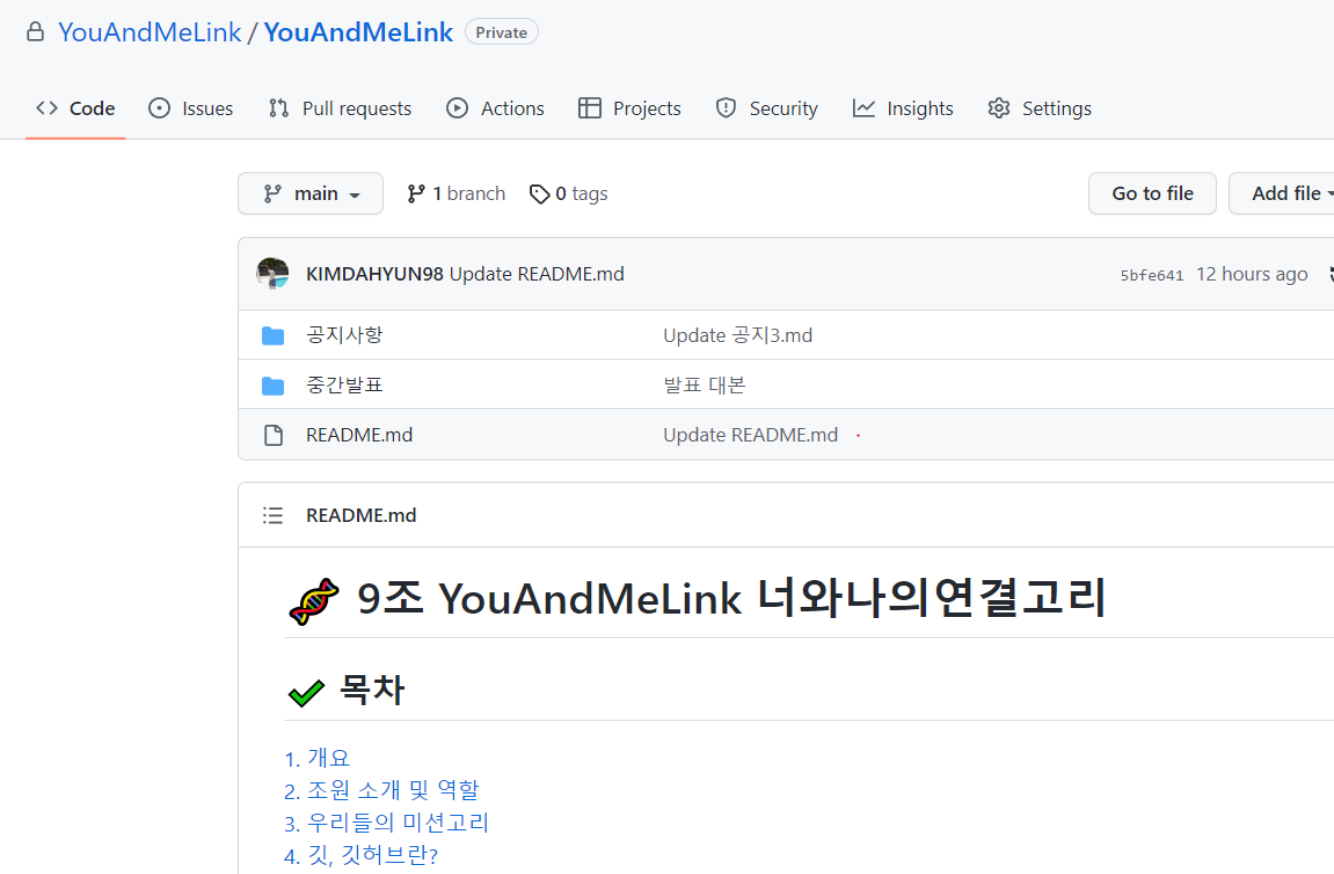 YouAndMeLink / YouAndMeLink Private
Code Issues Pull requests Actions Projects Security Insights Settings
main 1 branch 0 tags Go to file Add file
KIMDAHYUN98 Update README.md 5bfe641 12 hours ago
공지사항 Update 공지3.md
중간발표 발표 대본
README.md Update README.md
README.md
9조 YouAndMeLink 너와나의연결고리
목차
1. 개요
2. 조원 소개 및 역할
3. 우리들의 미션고리
4. 깃, 깃허브란?